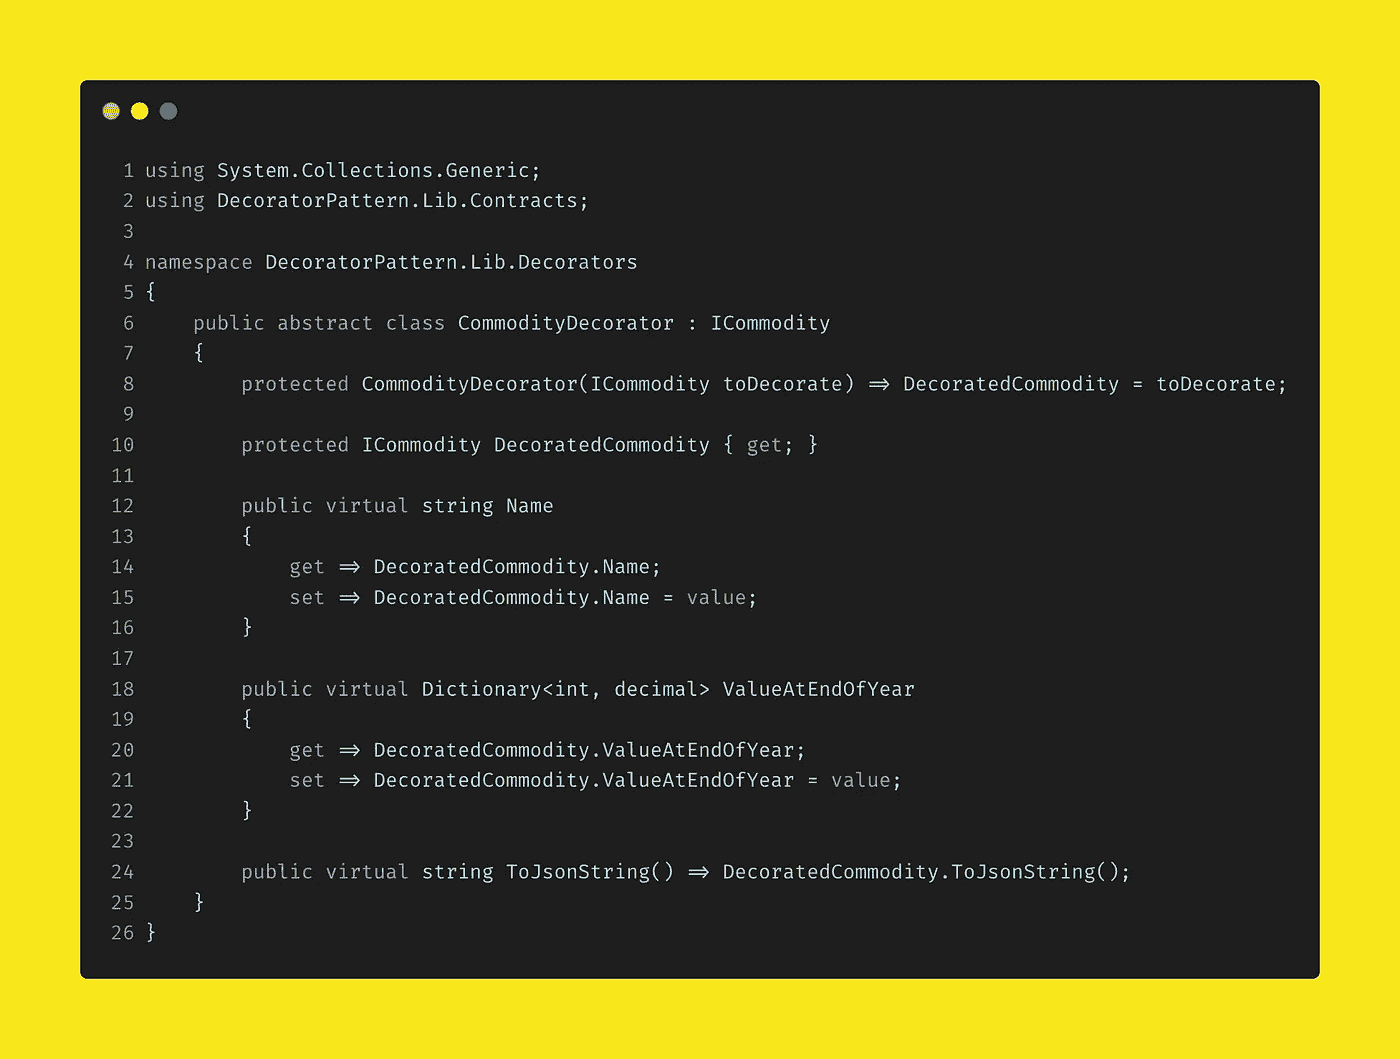 1 using System.Collections.Generic;
2 using DecoratorPattern.Lib.Contracts;
3
4 namespace DecoratorPattern.Lib.Decorators
5 {
6     public abstract class CommodityDecorator : ICommodity
7     {
8         protected CommodityDecorator(ICommodity toDecorate) => DecoratedCommodity = toDecorate;
9
10         protected ICommodity DecoratedCommodity { get; }
11
12         public virtual string Name
13         {
14             get => DecoratedCommodity.Name;
15             set => DecoratedCommodity.Name = value;
16         }
17
18         public virtual Dictionary<int, decimal> ValueAtEndOfYear
19         {
20             get => DecoratedCommodity.ValueAtEndOfYear;
21             set => DecoratedCommodity.ValueAtEndOfYear = value;
22         }
23
24         public virtual string ToJsonString() => DecoratedCommodity.ToJsonString();
25     }
26 }